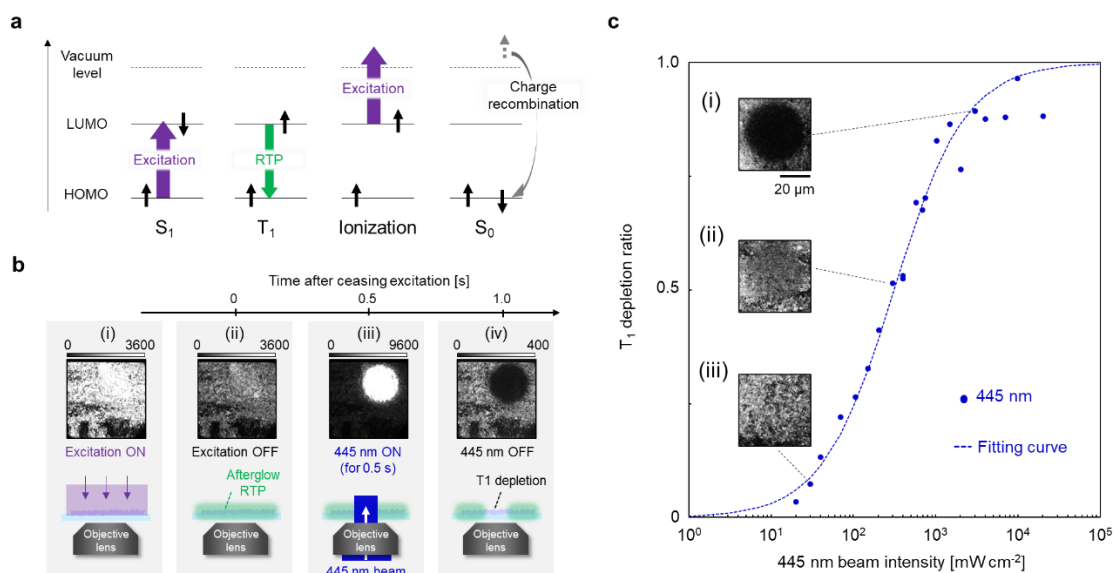 a
Vacuum
level
LUMO
HOMO
Excitation
RTP
Excitation
Charge
recombination
S1
T1
Ionization
S0
b
Time after ceasing excitation [s]
0
0.5
1.0
(i)
(ii)
(iii)
(iv)
0 3600
0 3600
0 9600
0 400
Excitation ON
Excitation OFF
445 nm ON
(for 0.5 s)
445 nm OFF
Afterglow
RTP
T1 depletion
Objective
lens
Objective
lens
Objective
lens
Objective
lens
445 nm beam
c
1.0
0.5
0
T1 depletion ratio
(i)
20 µm
(ii)
(iii)
445 nm
Fitting curve
10^0 10^1 10^2 10^3 10^4 10^5
445 nm beam intensity [mW cm-2]